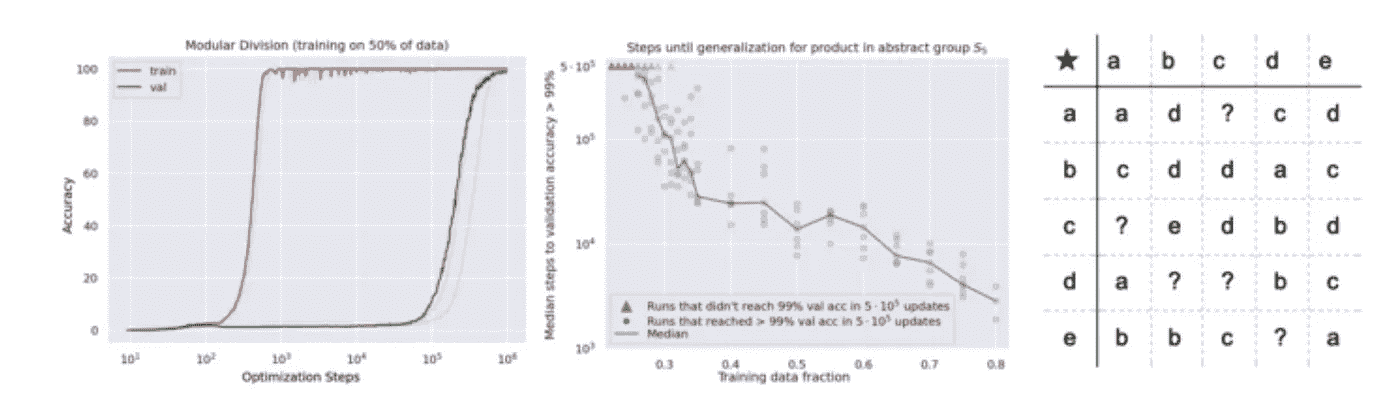 Modular Division (training on 50% of data)
train
val
100
80
60
40
20
0
Accuracy
10¹ 10² 10³ 10⁴ 10⁵ 10⁶
Optimization Steps
Steps until generalization for product in abstract group S₅
Median steps to validation accuracy > 99%
5 · 10⁵
10⁵
10⁴
10³
Runs that didn't reach 99% val acc in 5 · 10⁵ updates
Runs that reached > 99% val acc in 5 · 10⁵ updates
Median
0.3 0.4 0.5 0.6 0.7 0.8
Training data fraction
★ a b c d e
a a d ? c d
b c d d a c
c ? e d b d
d a ? ? b c
e b b c ? a